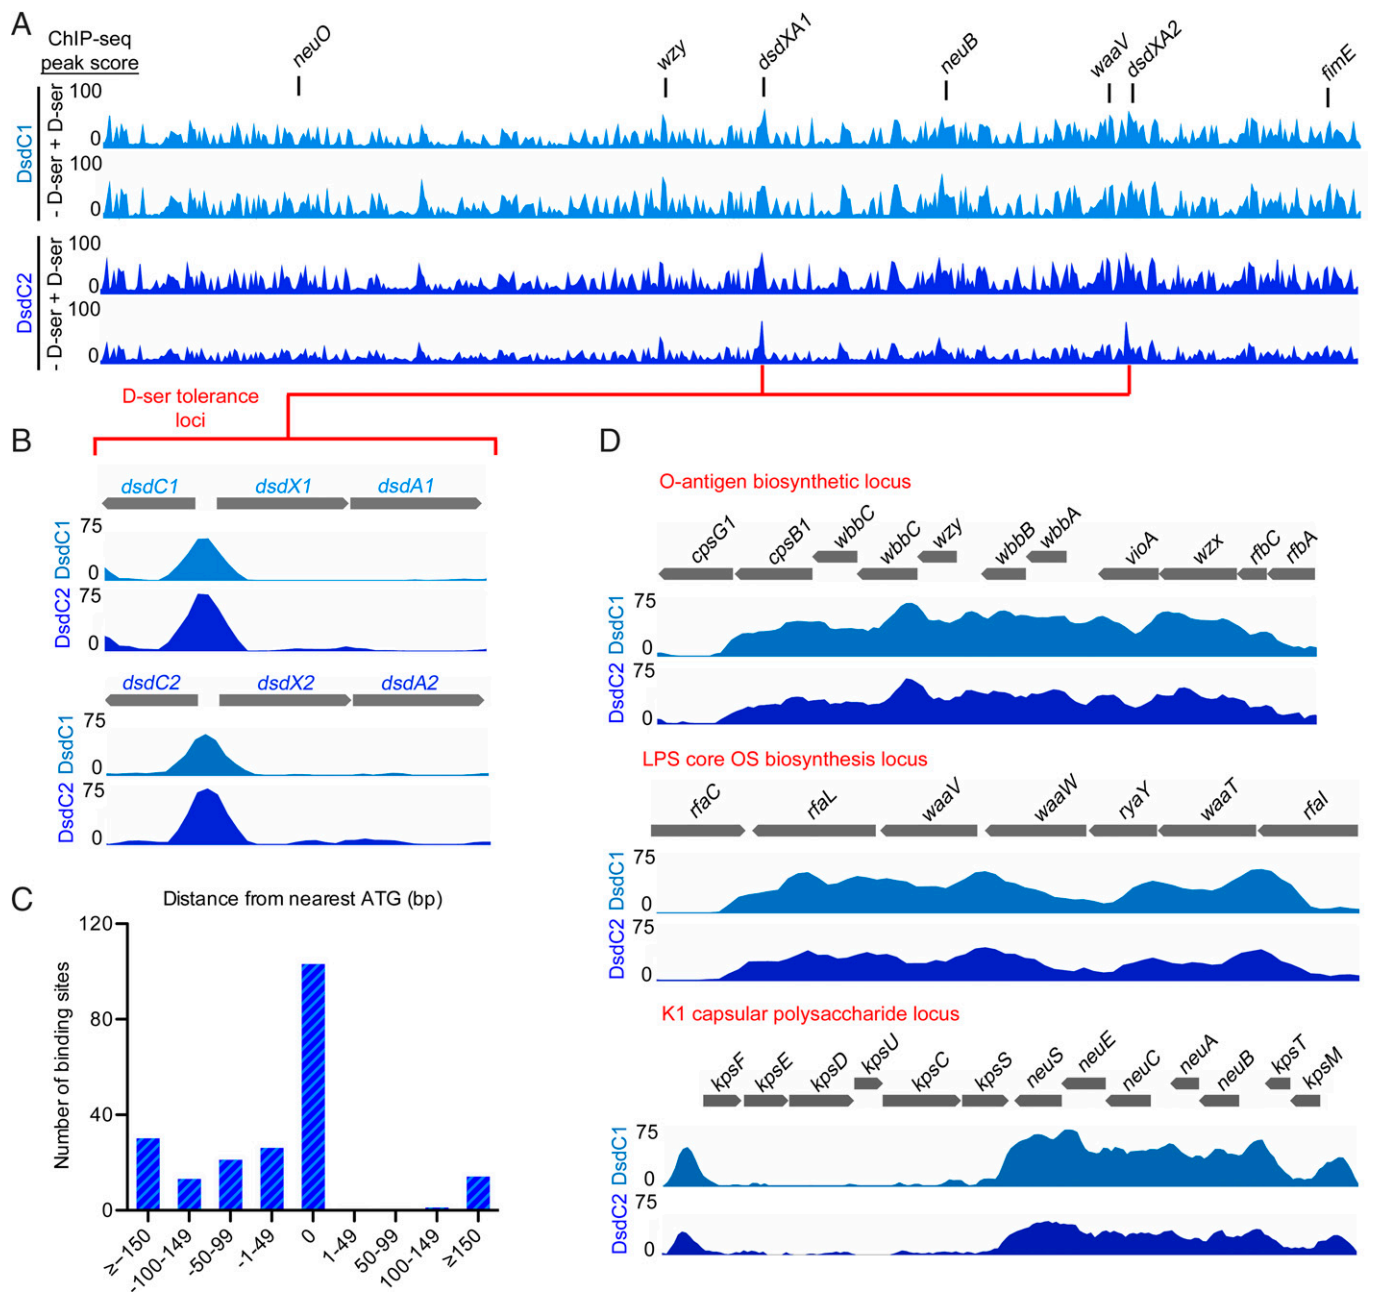 A
ChIP-seq
peak score
neuO
wzy
dsdXA1
neuB
waaV
dsdXA2
fimE
DsdC1
+ D-ser
100
0
- D-ser
100
0
DsdC2
+ D-ser
100
0
- D-ser
100
0
D-ser tolerance
loci
B
dsdC1 dsdX1 dsdA1
DsdC1
75
0
DsdC2
75
0
dsdC2 dsdX2 dsdA2
DsdC1
75
0
DsdC2
75
0
C
Distance from nearest ATG (bp)
Number of binding sites
120
80
40
0
≥-150
-100-149
-50-99
-1-49
0
1-49
50-99
100-149
≥150
D
O-antigen biosynthetic locus
cpsG1 cpsB1 wbbC wbbC wzy wbbB wbbA vioA wzx rfbC rfbA
DsdC1
75
0
DsdC2
75
0
LPS core OS biosynthesis locus
rfaC rfaL waaV waaW ryaY waaT rfaI
DsdC1
75
0
DsdC2
75
0
K1 capsular polysaccharide locus
kpsF kpsE kpsD kpsU kpsC kpsS neuS neuE neuC neuA neuB kpsT kpsM
DsdC1
75
0
DsdC2
75
0